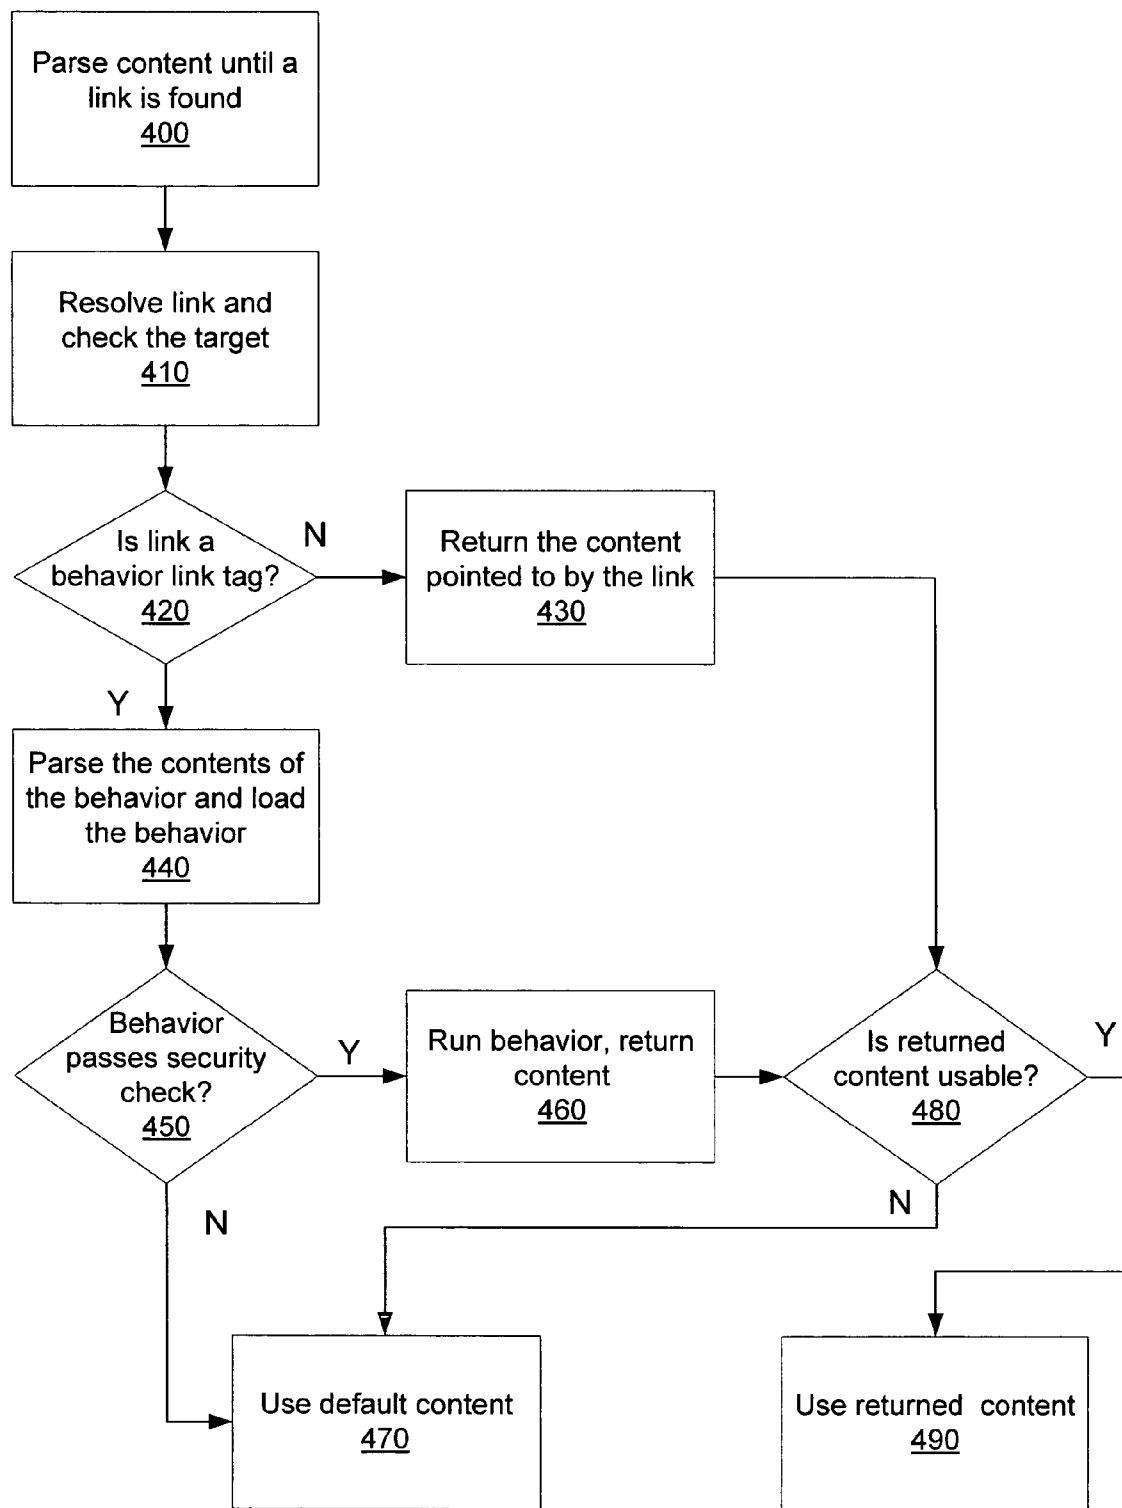 Parse content until a
link is found
400
Resolve link and
check the target
410
Is link a
behavior link tag?
420
N
Return the content
pointed to by the link
430
Y
Parse the contents of
the behavior and load
the behavior
440
Behavior
passes security
check?
450
Y
Run behavior, return
content
460
Is returned
content usable?
480
Y
N
N
Use default content
470
Use returned content
490